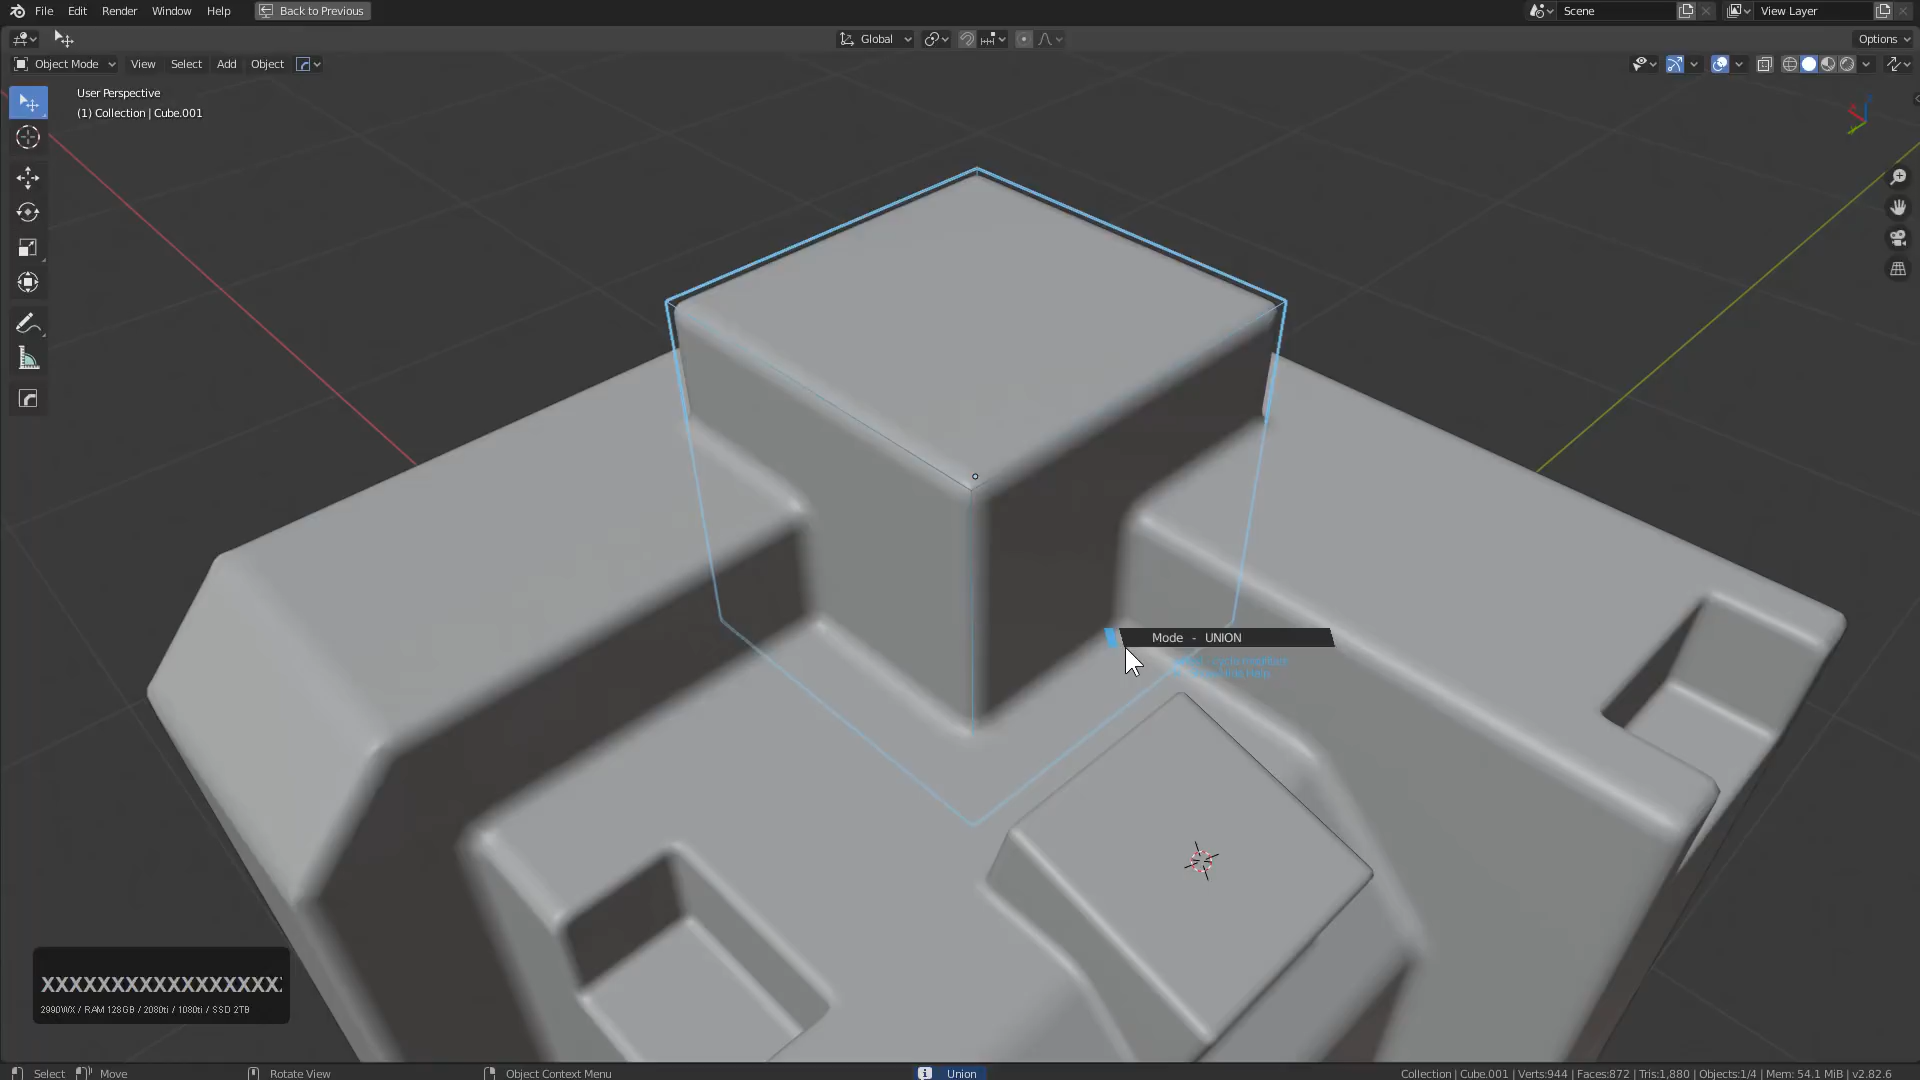 File Edit Render Window Help Back to Previous Scene View Layer
Global Options
Object Mode View Select Add Object
User Perspective
(1) Collection | Cube.001
Mode - UNION
XXXXXXXXXXXXXXXXX
2990WX / RAM 128GB / 2080ti / 1080ti / SSD 2TB
Select Move Rotate View Object Context Menu Union Collection | Cube.001 | Verts:944 | Faces:872 | Tris:1,880 | Objects:1/4 | Mem: 54.1 MiB | v2.82.6